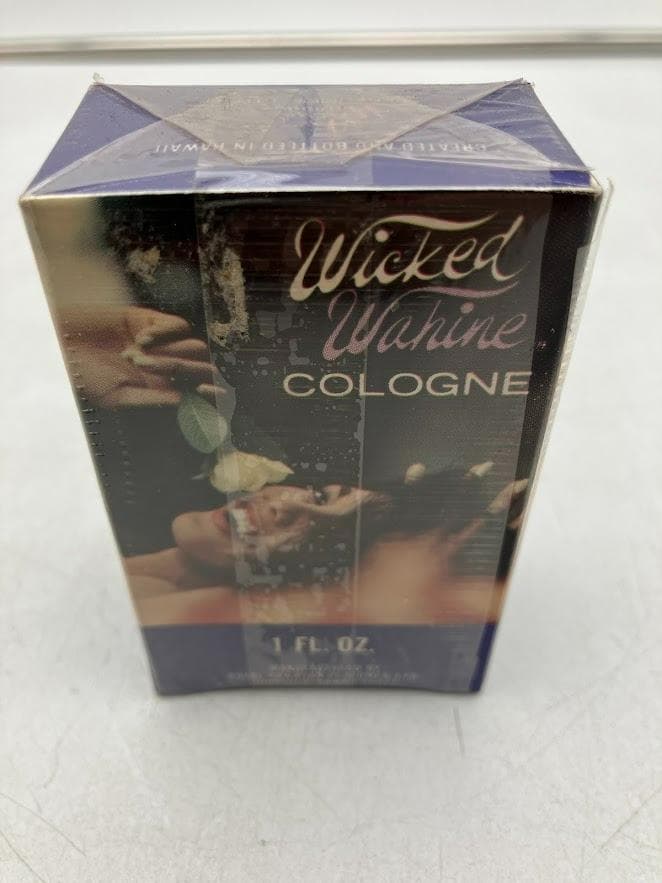 CREATED AND BOTTLED IN HAWAII
Wicked
Wahine
COLOGNE
1 FL. OZ.